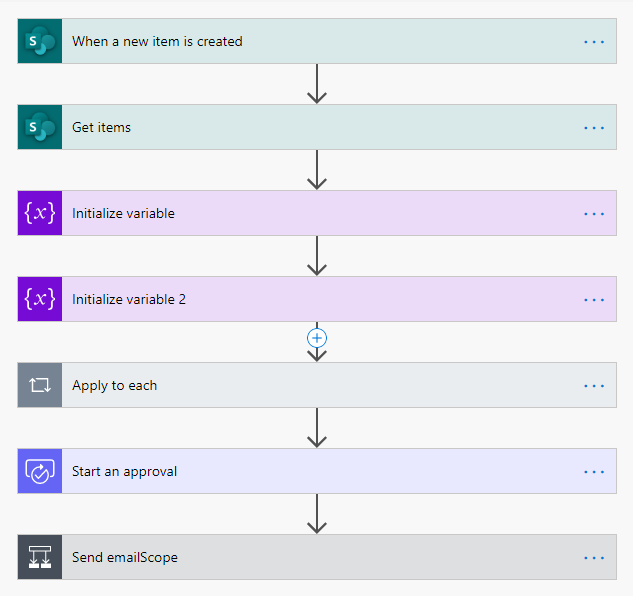 When a new item is created
Get items
Initialize variable
Initialize variable 2
Apply to each
Start an approval
Send emailScope